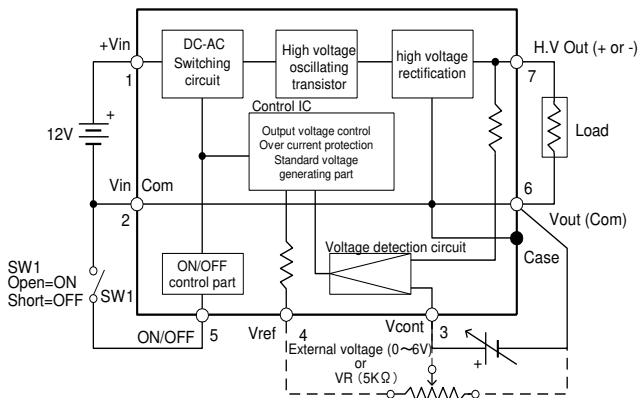 +Vin
1
DC-AC
Switching
circuit
High voltage
oscillating
transistor
high voltage
rectification
H.V Out (+ or -)
7
12V
+
Control IC
Output voltage control
Over current protection
Standard voltage
generating part
Load
Vin
Com
2
6
Vout (Com)
Case
Voltage detection circuit
SW1
Open=ON
Short=OFF
SW1
ON/OFF
control part
ON/OFF
5
Vref
4
Vcont
3
External voltage (0〜6V)
or
VR (5KΩ)
+